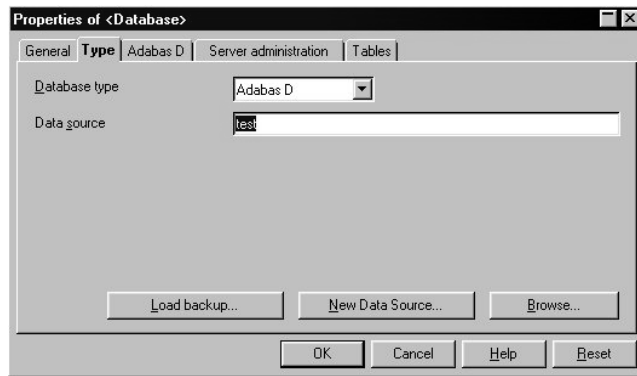 Properties of <Database>
General Type Adabas D Server administration Tables
Database type Adabas D
Data source test
Load backup... New Data Source... Browse...
OK Cancel Help Reset